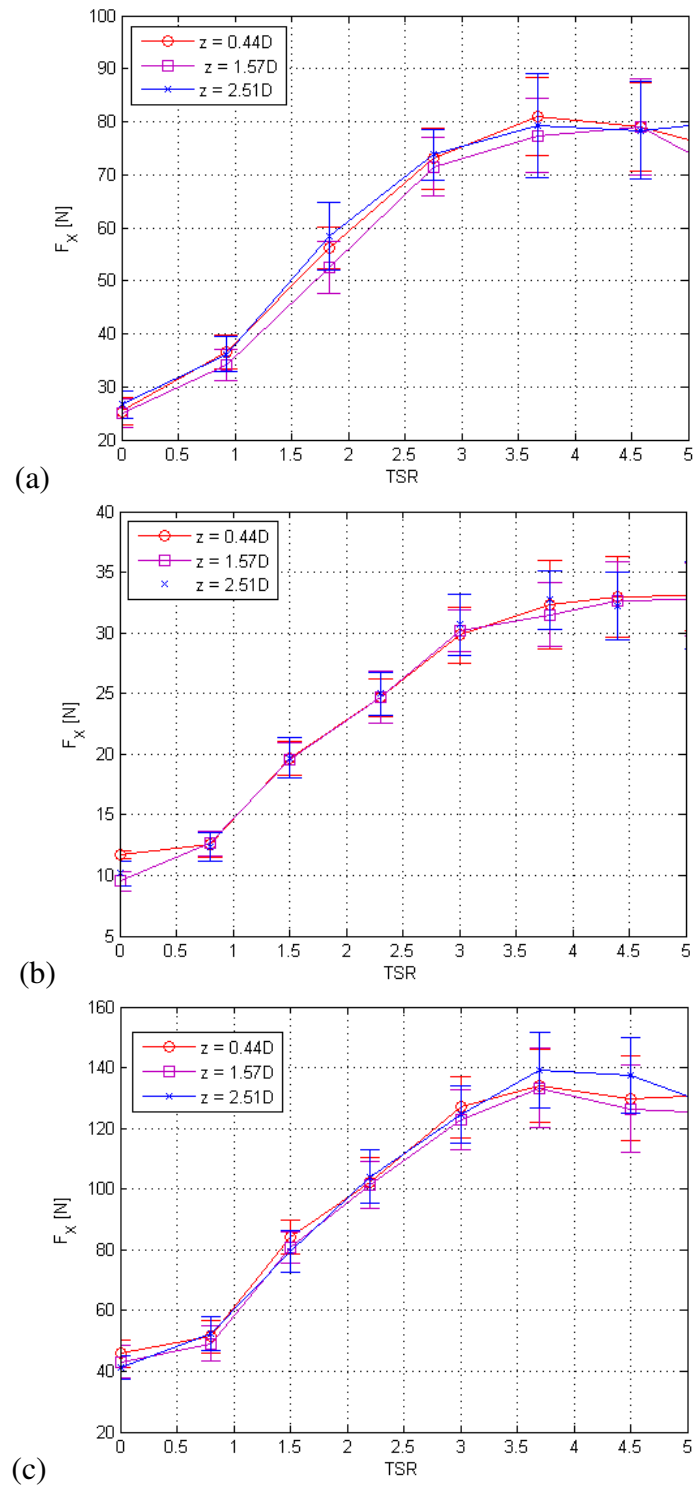 100
90
80
70
60
50
40
30
20
F_X [N]
z = 0.44D
z = 1.57D
z = 2.51D
0 0.5 1 1.5 2 2.5 3 3.5 4 4.5 5
TSR
(a)
40
35
30
25
20
15
10
5
F_X [N]
z = 0.44D
z = 1.57D
z = 2.51D
0 0.5 1 1.5 2 2.5 3 3.5 4 4.5 5
TSR
(b)
160
140
120
100
80
60
40
20
F_X [N]
z = 0.44D
z = 1.57D
z = 2.51D
0 0.5 1 1.5 2 2.5 3 3.5 4 4.5 5
TSR
(c)